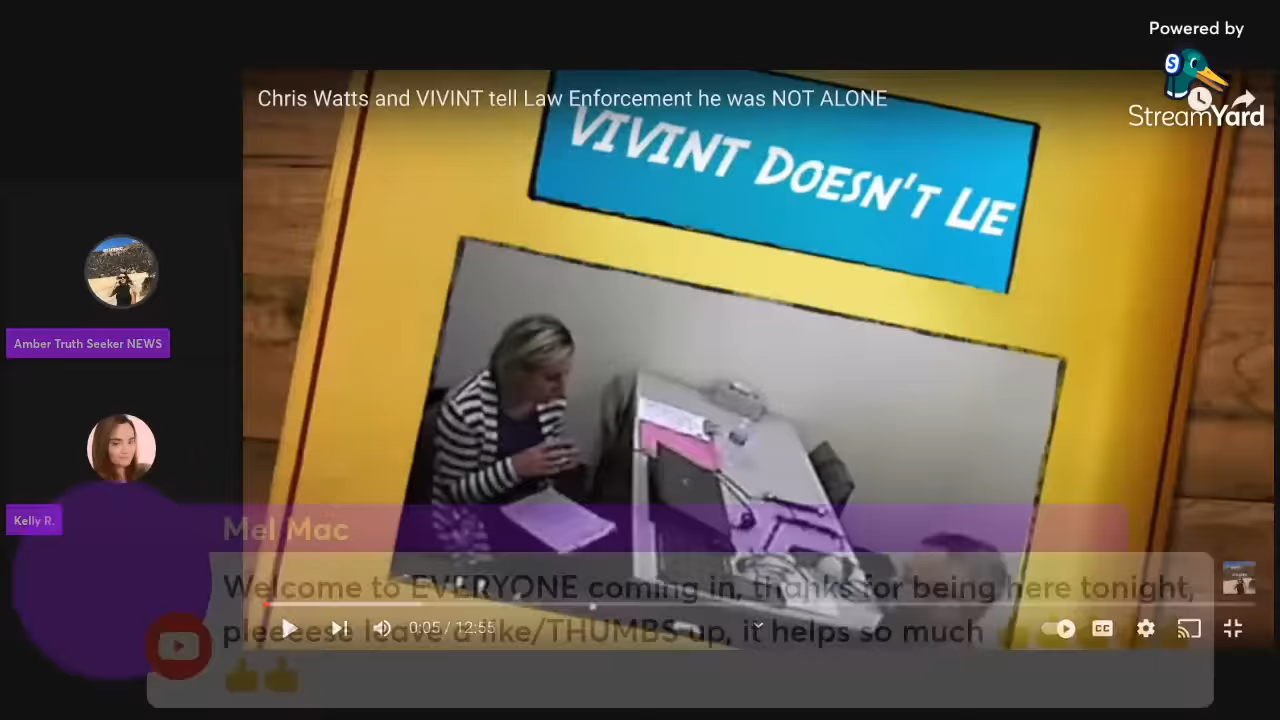 Powered by
StreamYard
Chris Watts and VIVINT tell Law Enforcement he was NOT ALONE
VIVINT DOESN'T LIE
Amber Truth Seeker NEWS
Kelly R.
Mel Mac
Welcome to EVERYONE coming in, thanks for being here tonight,
pleeeese leave a like/THUMBS up, it helps so much
0:05 / 12:55
CC